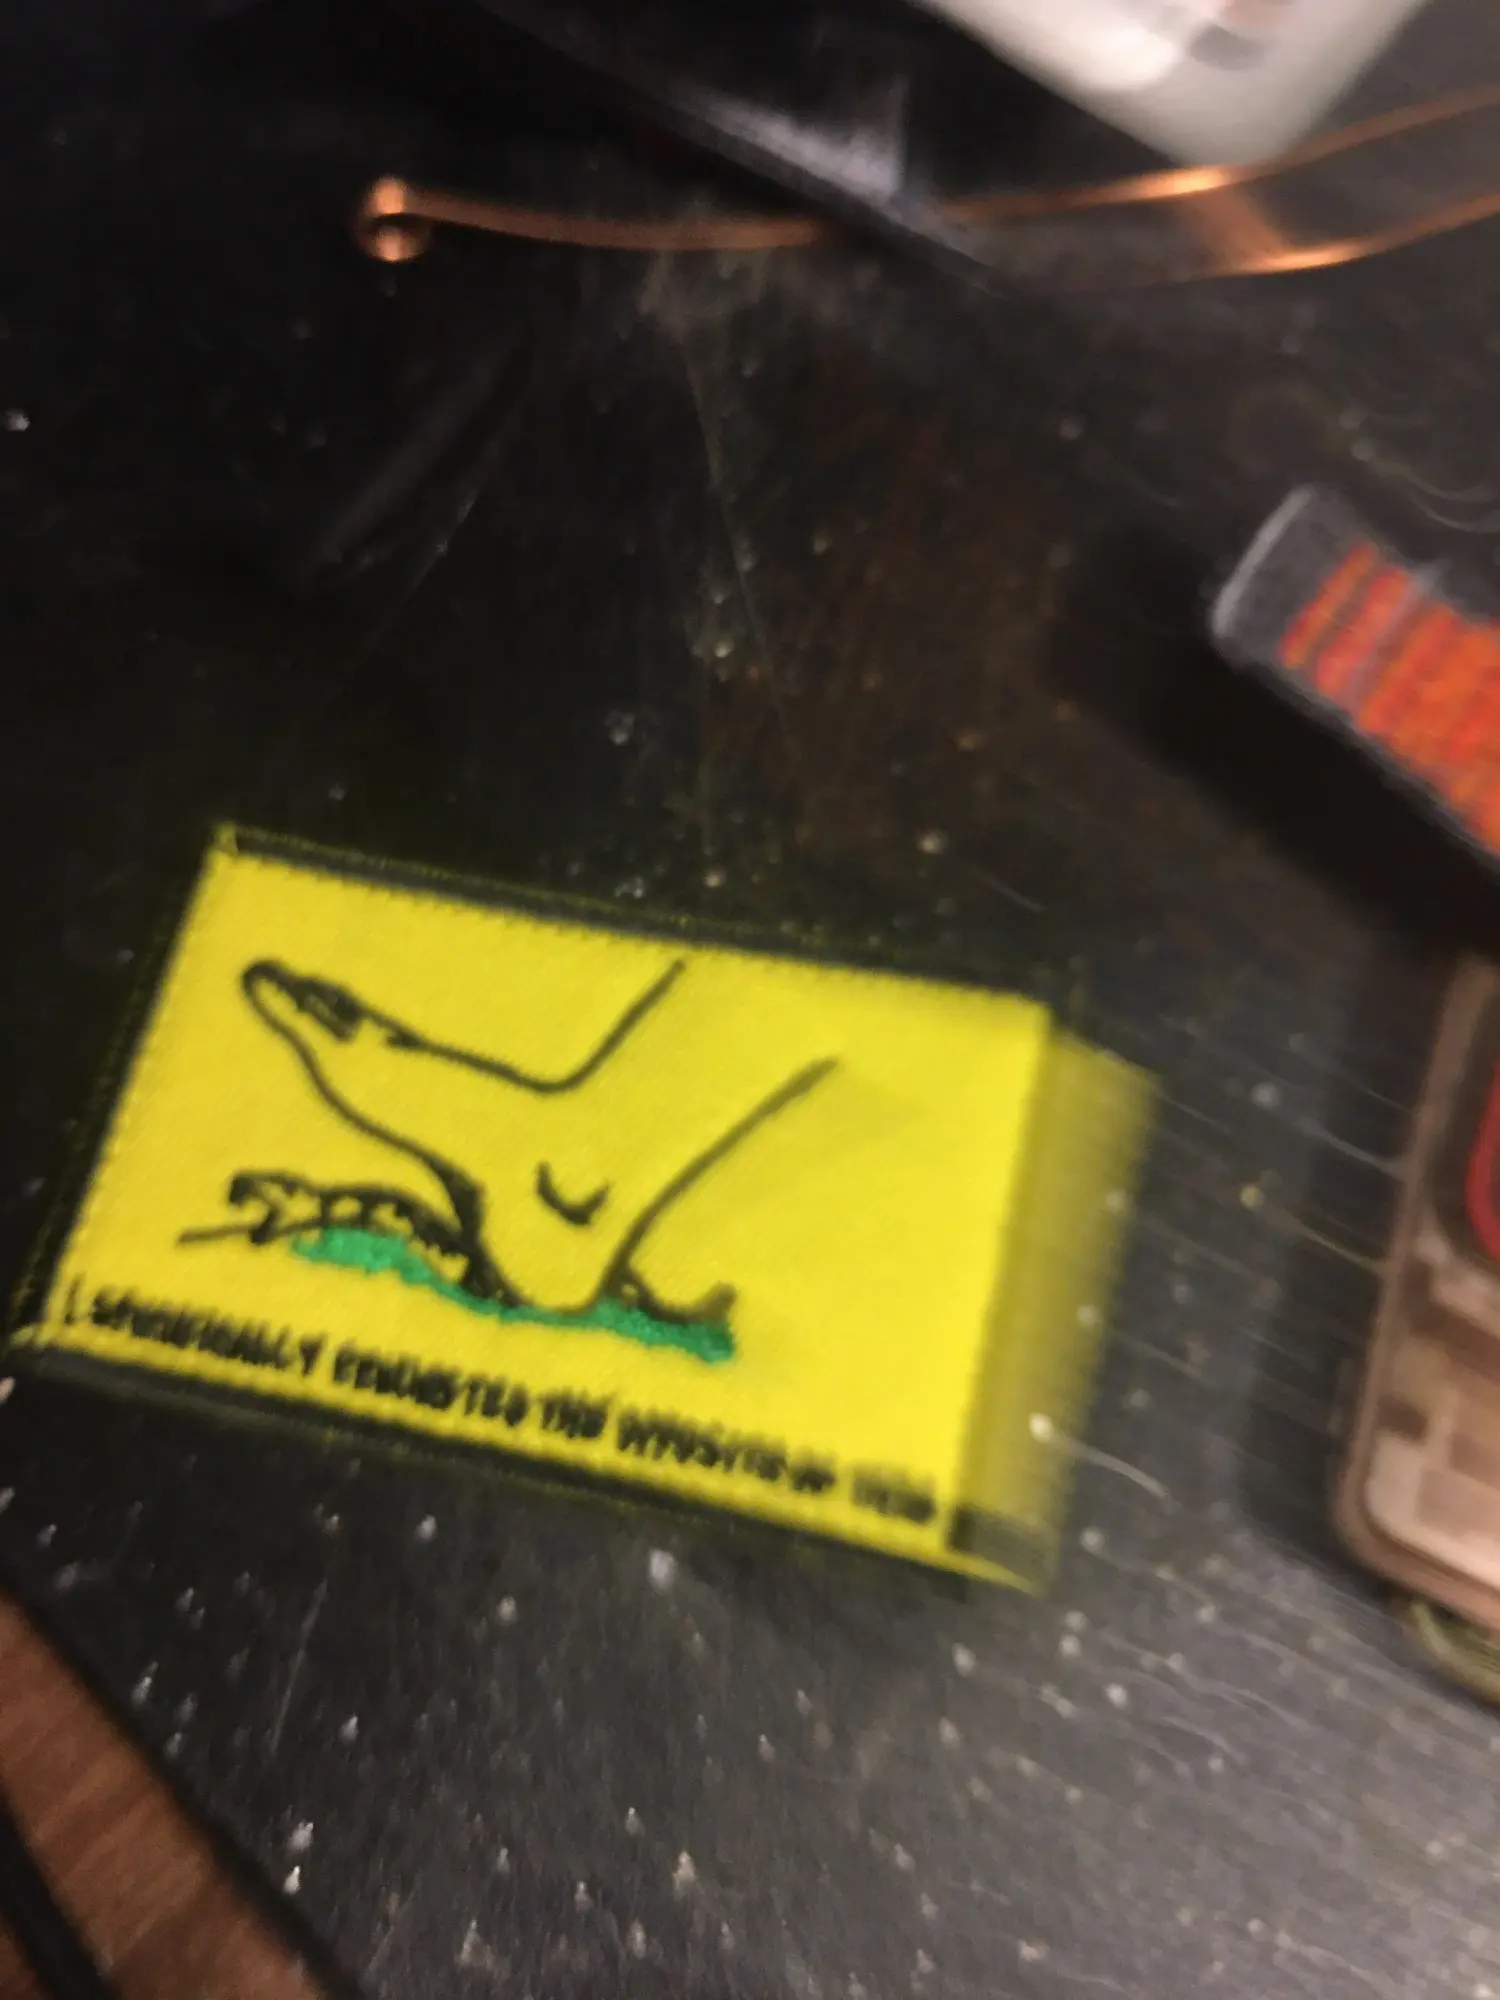 I SPECIFICALLY REQUESTED THE OPPOSITE OF THIS